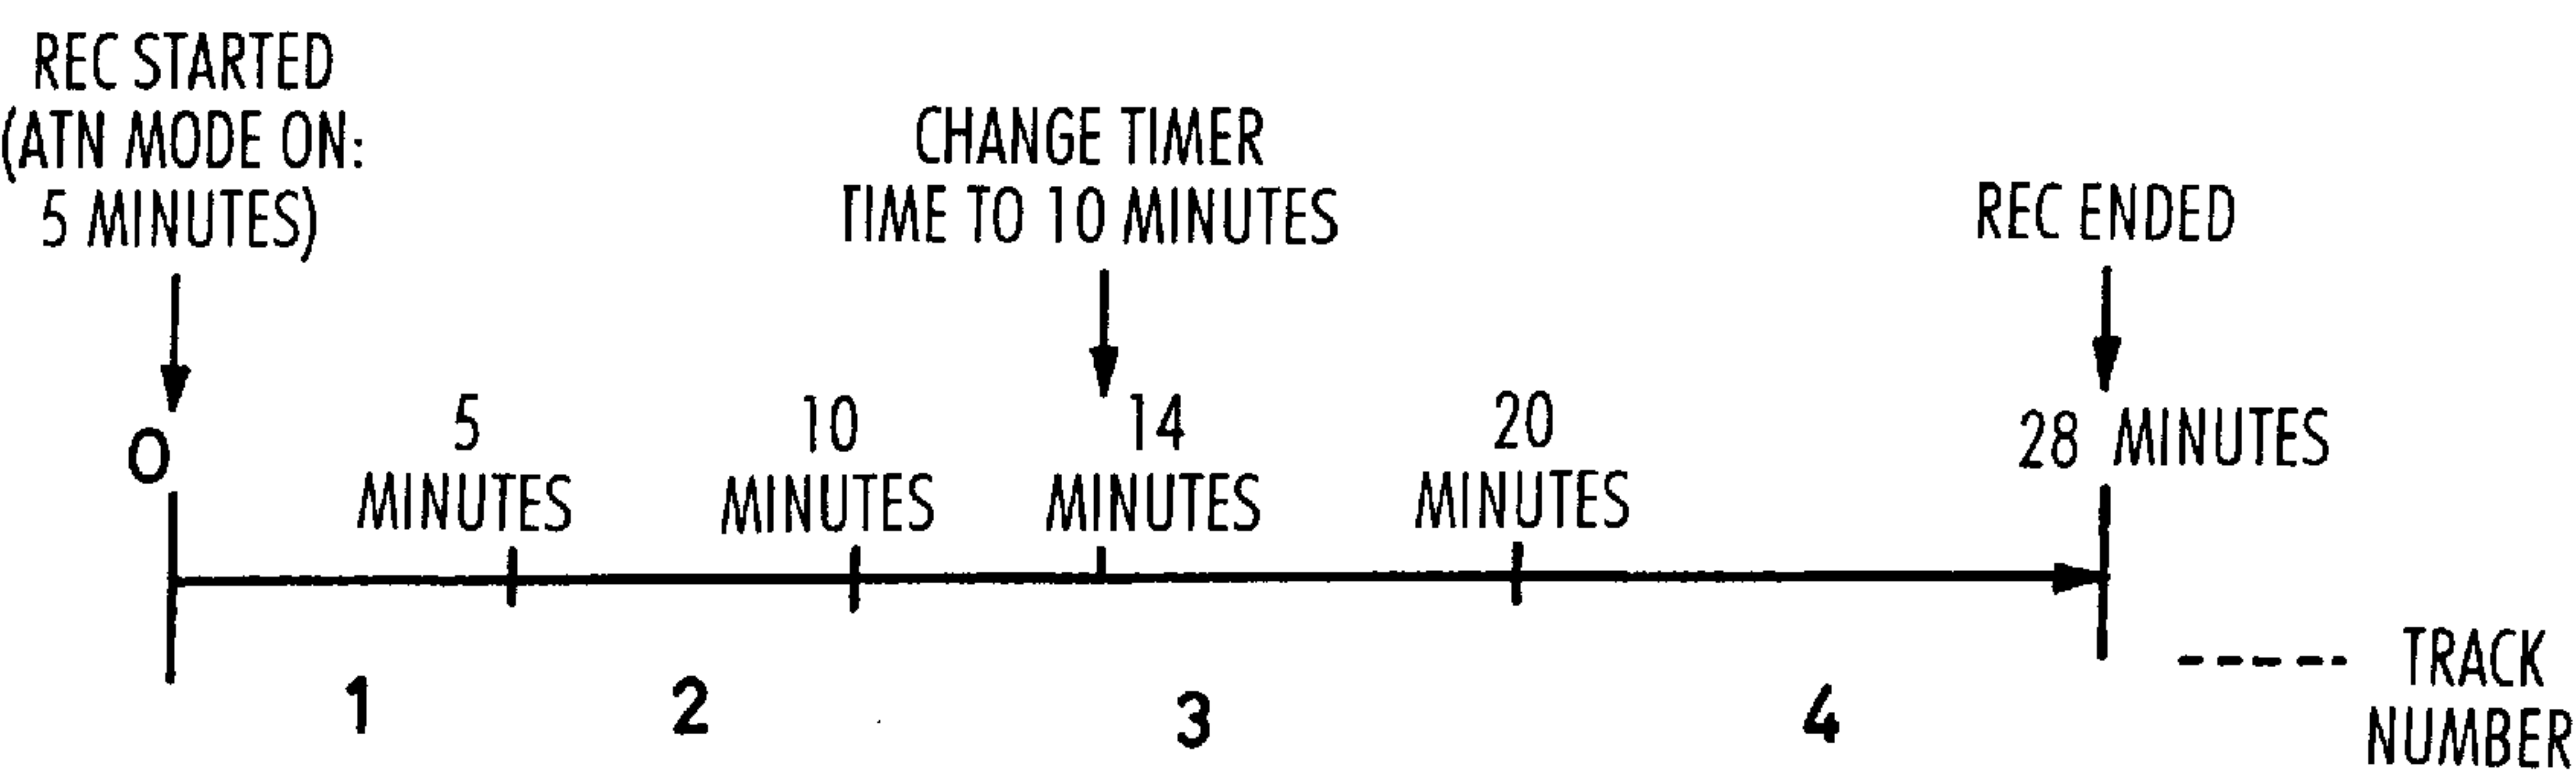 REC STARTED
(ATN MODE ON:
5 MINUTES)
CHANGE TIMER
TIME TO 10 MINUTES
REC ENDED
0
5
MINUTES
10
MINUTES
14
MINUTES
20
MINUTES
28 MINUTES
1
2
3
4
----- TRACK
NUMBER